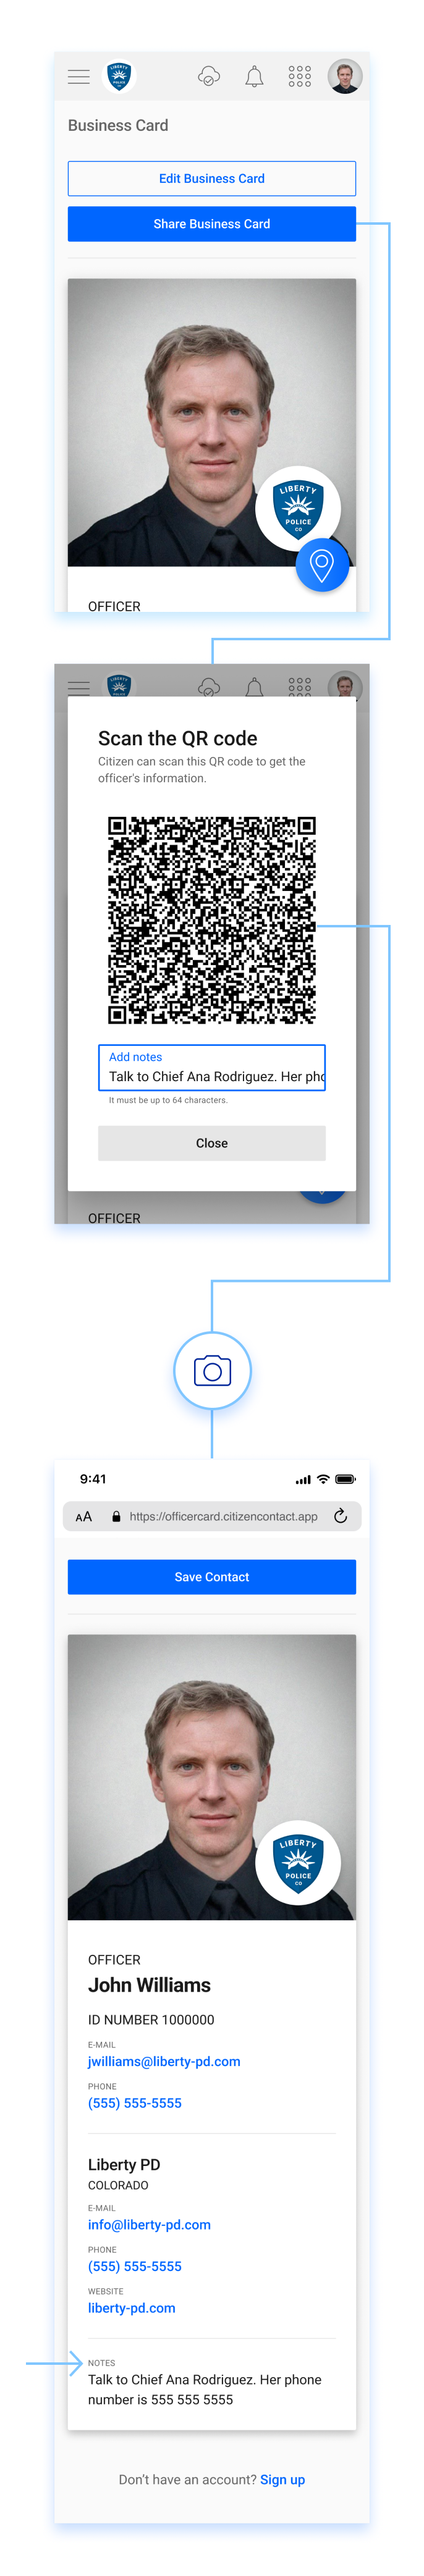 LIBERTY
POLICE
CO
Business Card
Edit Business Card
Share Business Card
LIBERTY
POLICE
CO
OFFICER
Scan the QR code
Citizen can scan this QR code to get the
officer's information.
Add notes
Talk to Chief Ana Rodriguez. Her pho
It must be up to 64 characters.
Close
OFFICER
9:41
AA https://officercard.citizencontact.app
Save Contact
LIBERTY
POLICE
CO
OFFICER
John Williams
ID NUMBER 1000000
E-MAIL
jwilliams@liberty-pd.com
PHONE
(555) 555-5555
Liberty PD
COLORADO
E-MAIL
info@liberty-pd.com
PHONE
(555) 555-5555
WEBSITE
liberty-pd.com
NOTES
Talk to Chief Ana Rodriguez. Her phone
number is 555 555 5555
Don't have an account? Sign up